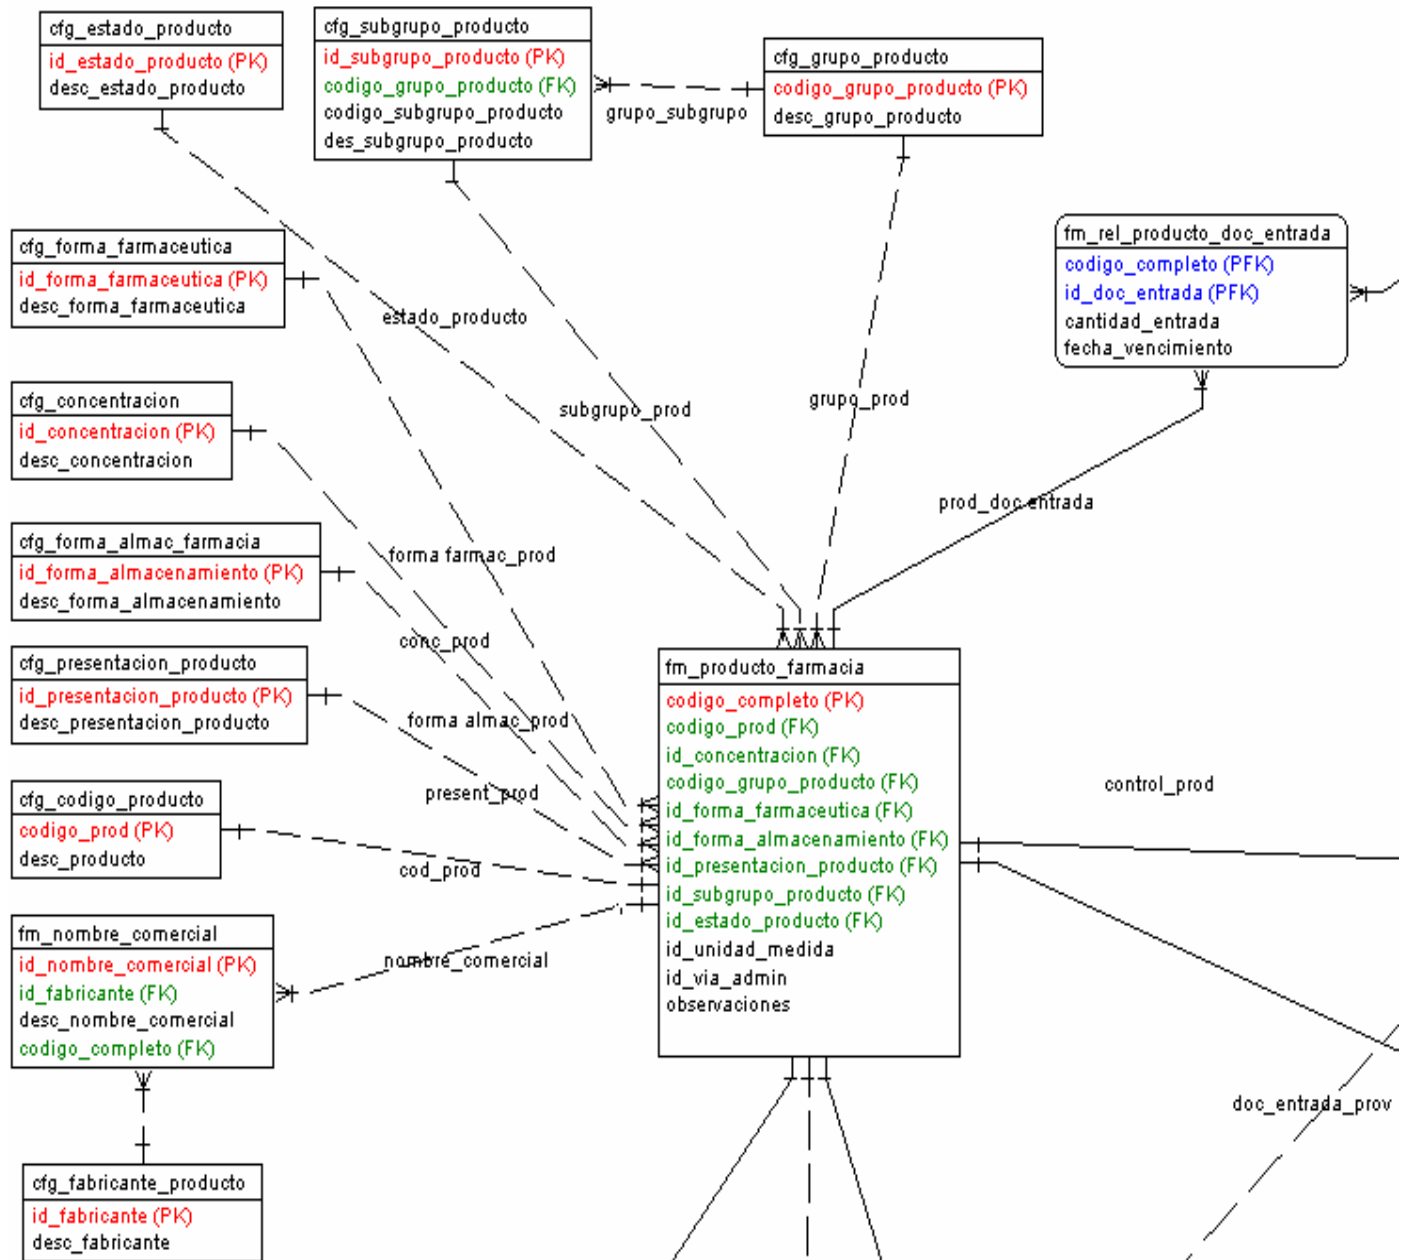 cfg_estado_producto
id_estado_producto (PK)
desc_estado_producto
cfg_subgrupo_producto
id_subgrupo_producto (PK)
codigo_grupo_producto (FK)
codigo_subgrupo_producto
des_subgrupo_producto
grupo_subgrupo
cfg_grupo_producto
codigo_grupo_producto (PK)
desc_grupo_producto
cfg_forma_farmaceutica
id_forma_farmaceutica (PK)
desc_forma_farmaceutica
fm_rel_producto_doc_entrada
codigo_completo (PFK)
id_doc_entrada (PFK)
cantidad_entrada
fecha_vencimiento
estado_producto
subgrupo_prod
grupo_prod
prod_doc entrada
cfg_concentracion
id_concentracion (PK)
desc_concentracion
cfg_forma_almac_farmacia
id_forma_almacenamiento (PK)
desc_forma_almacenamiento
forma farmac_prod
conc_prod
cfg_presentacion_producto
id_presentacion_producto (PK)
desc_presentacion_producto
forma almac_prod
present_prod
cfg_codigo_producto
codigo_prod (PK)
desc_producto
cod_prod
fm_producto_farmacia
codigo_completo (PK)
codigo_prod (FK)
id_concentracion (FK)
codigo_grupo_producto (FK)
id_forma_farmaceutica (FK)
id_forma_almacenamiento (FK)
id_presentacion_producto (FK)
id_subgrupo_producto (FK)
id_estado_producto (FK)
id_unidad_medida
id_via_admin
observaciones
control_prod
fm_nombre_comercial
id_nombre_comercial (PK)
id_fabricante (FK)
desc_nombre_comercial
codigo_completo (FK)
nombre_comercial
doc_entrada_prov
cfg_fabricante_producto
id_fabricante (PK)
desc_fabricante